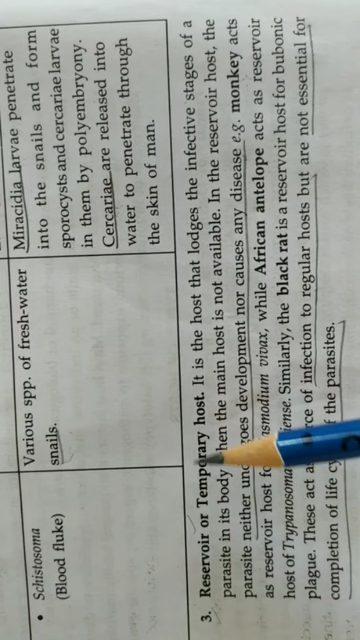 • Schistosoma
(Blood fluke)
Various spp. of fresh-water
snails.
Miracidia larvae penetrate
into the snails and form
sporocysts and cercariae larvae
in them by polyembryony.
Cercariae are released into
water to penetrate through
the skin of man.
3. Reservoir or Temporary host. It is the host that lodges the infective stages of a
parasite in its body when the main host is not available. In the reservoir host, the
parasite neither undergoes development nor causes any disease e.g. monkey acts
as reservoir host for Plasmodium vivax, while African antelope acts as reservoir
host of Trypanosoma iense. Similarly, the black rat is a reservoir host for bubonic
plague. These act as source of infection to regular hosts but are not essential for
completion of life cycle of the parasites.